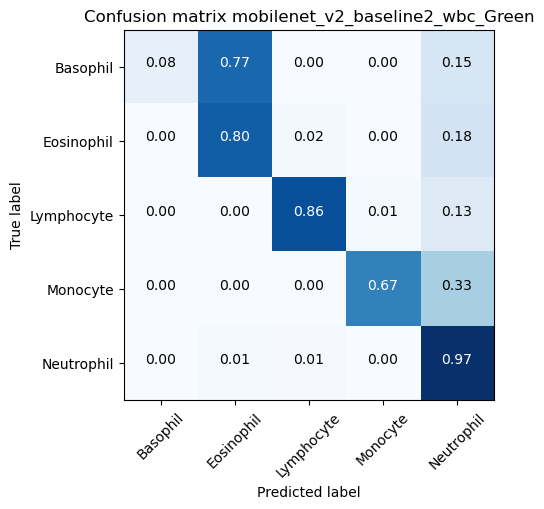 Confusion matrix mobilenet_v2_baseline2_wbc_Green
True label
Basophil 0.08 0.77 0.00 0.00 0.15
Eosinophil 0.00 0.80 0.02 0.00 0.18
Lymphocyte 0.00 0.00 0.86 0.01 0.13
Monocyte 0.00 0.00 0.00 0.67 0.33
Neutrophil 0.00 0.01 0.01 0.00 0.97
Basophil Eosinophil Lymphocyte Monocyte Neutrophil
Predicted label